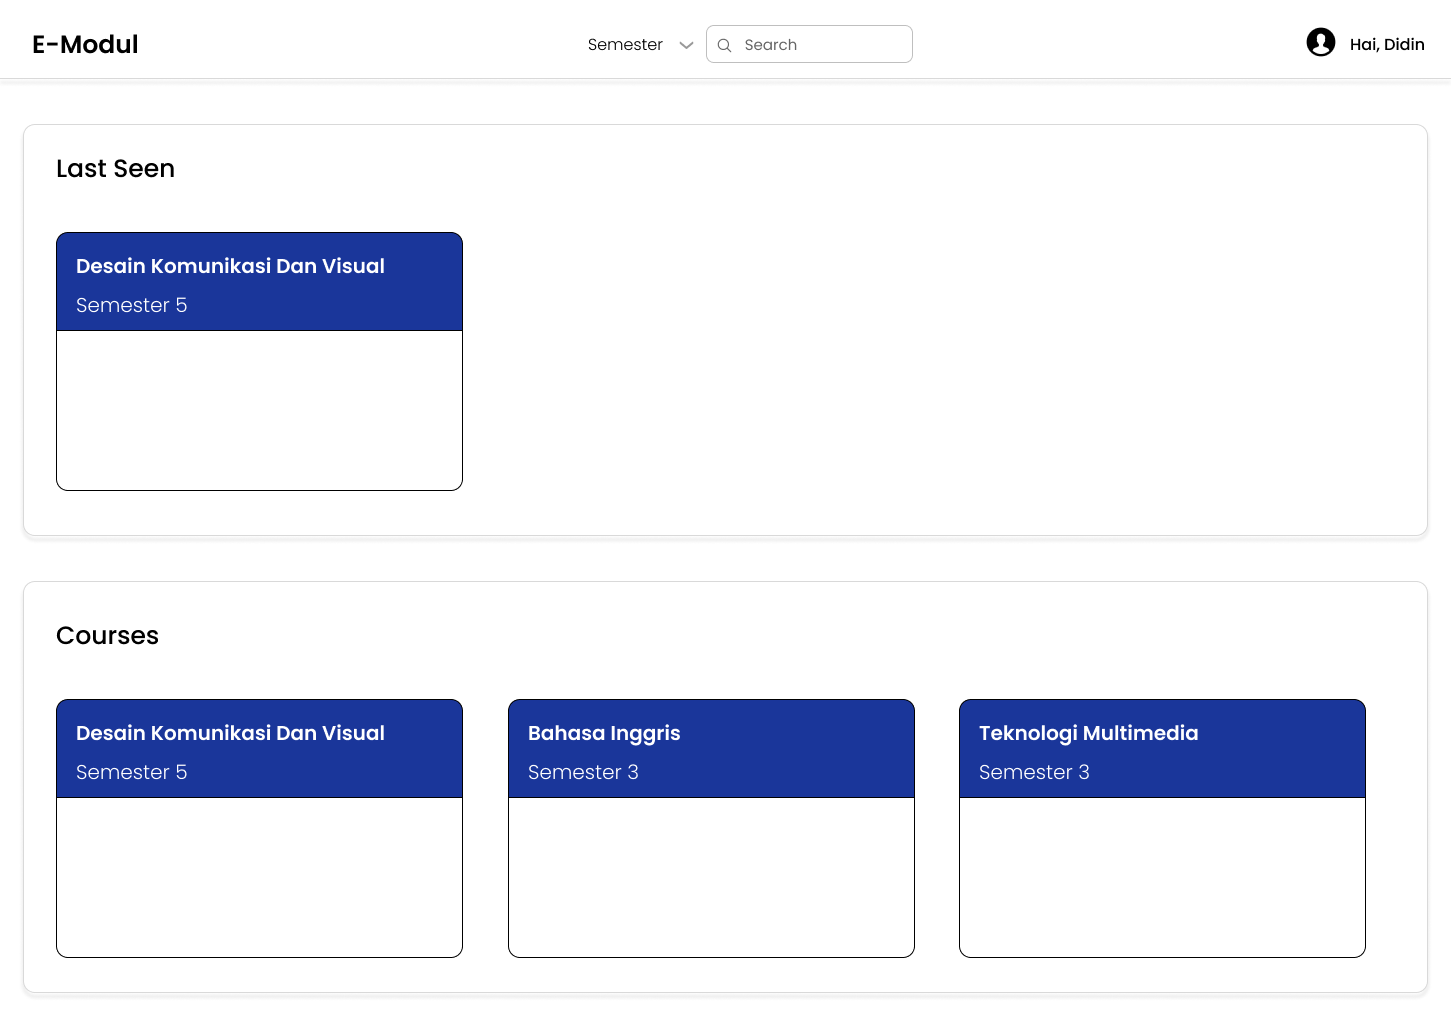 E-Modul
Semester
Search
Hai, Didin
Last Seen
Desain Komunikasi Dan Visual
Semester 5
Courses
Desain Komunikasi Dan Visual
Semester 5
Bahasa Inggris
Semester 3
Teknologi Multimedia
Semester 3